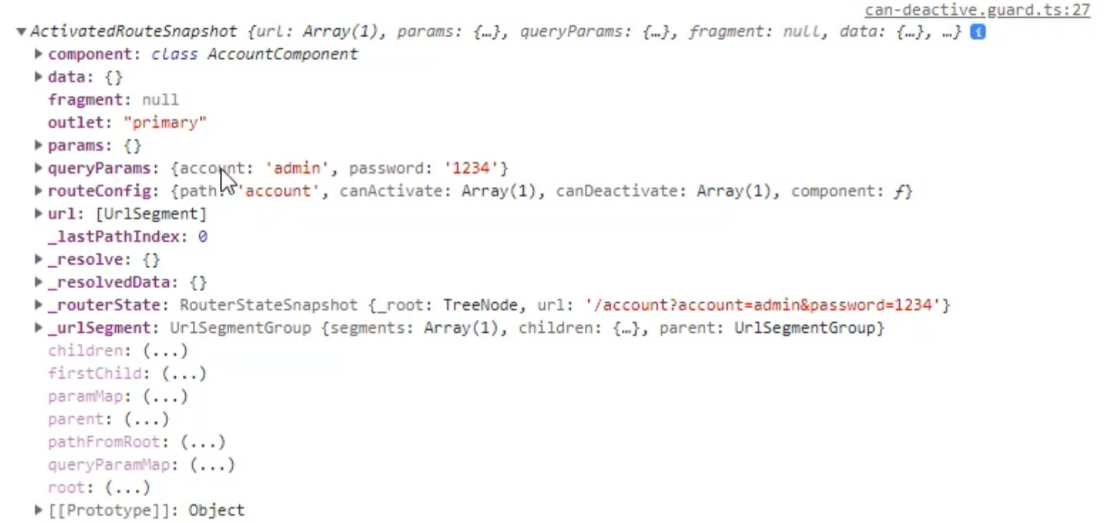 can-deactive.guard.ts:27
ActivatedRouteSnapshot {url: Array(1), params: {…}, queryParams: {…}, fragment: null, data: {…}, …} i
component: class AccountComponent
data: {}
fragment: null
outlet: "primary"
params: {}
queryParams: {account: 'admin', password: '1234'}
routeConfig: {path: 'account', canActivate: Array(1), canDeactivate: Array(1), component: ƒ}
url: [UrlSegment]
_lastPathIndex: 0
_resolve: {}
_resolvedData: {}
_routerState: RouterStateSnapshot {_root: TreeNode, url: '/account?account=admin&password=1234'}
_urlSegment: UrlSegmentGroup {segments: Array(1), children: {…}, parent: UrlSegmentGroup}
children: (...)
firstChild: (...)
paramMap: (...)
parent: (...)
pathFromRoot: (...)
queryParamMap: (...)
root: (...)
[[Prototype]]: Object